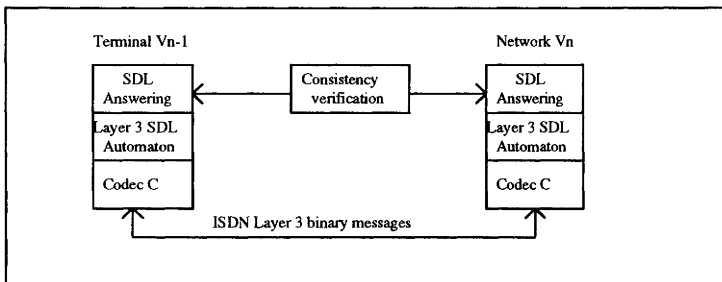 Terminal Vn-1
Network Vn
SDL
Answering
Consistency
verification
SDL
Answering
Layer 3 SDL
Automaton
Layer 3 SDL
Automaton
Codec C
Codec C
ISDN Layer 3 binary messages